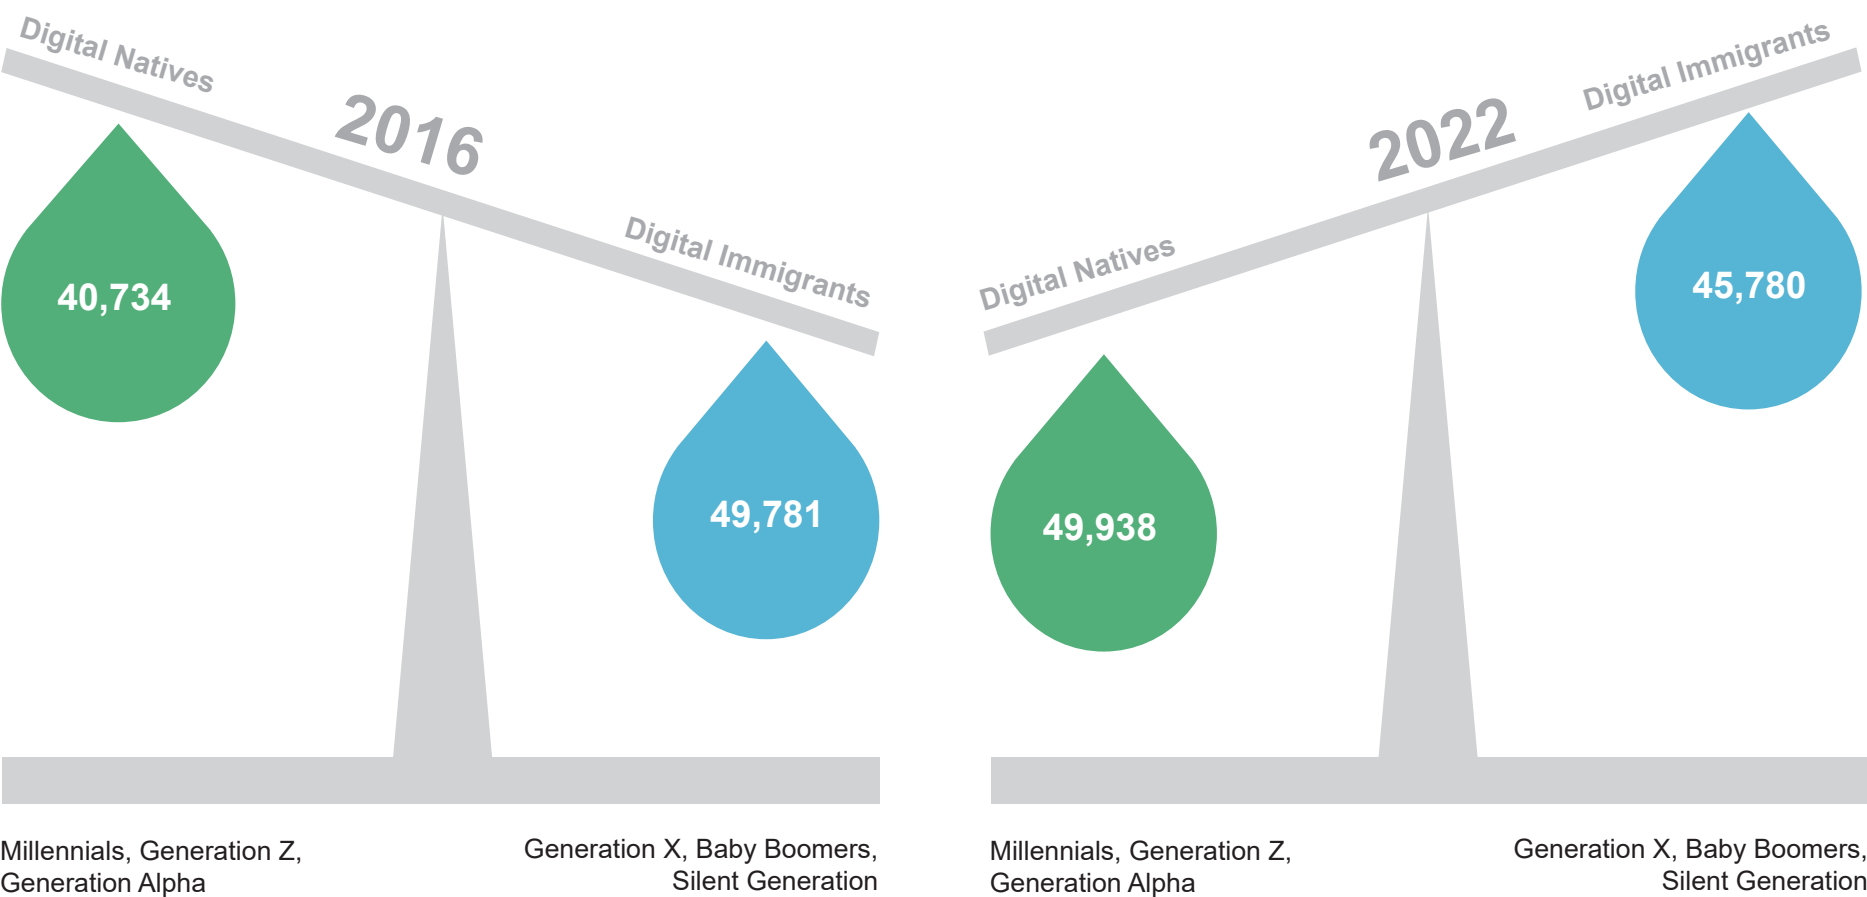 Digital Natives
2016
Digital Immigrants
40,734
49,781
Millennials, Generation Z,
Generation Alpha
Generation X, Baby Boomers,
Silent Generation
Digital Immigrants
2022
Digital Natives
45,780
49,938
Millennials, Generation Z,
Generation Alpha
Generation X, Baby Boomers,
Silent Generation